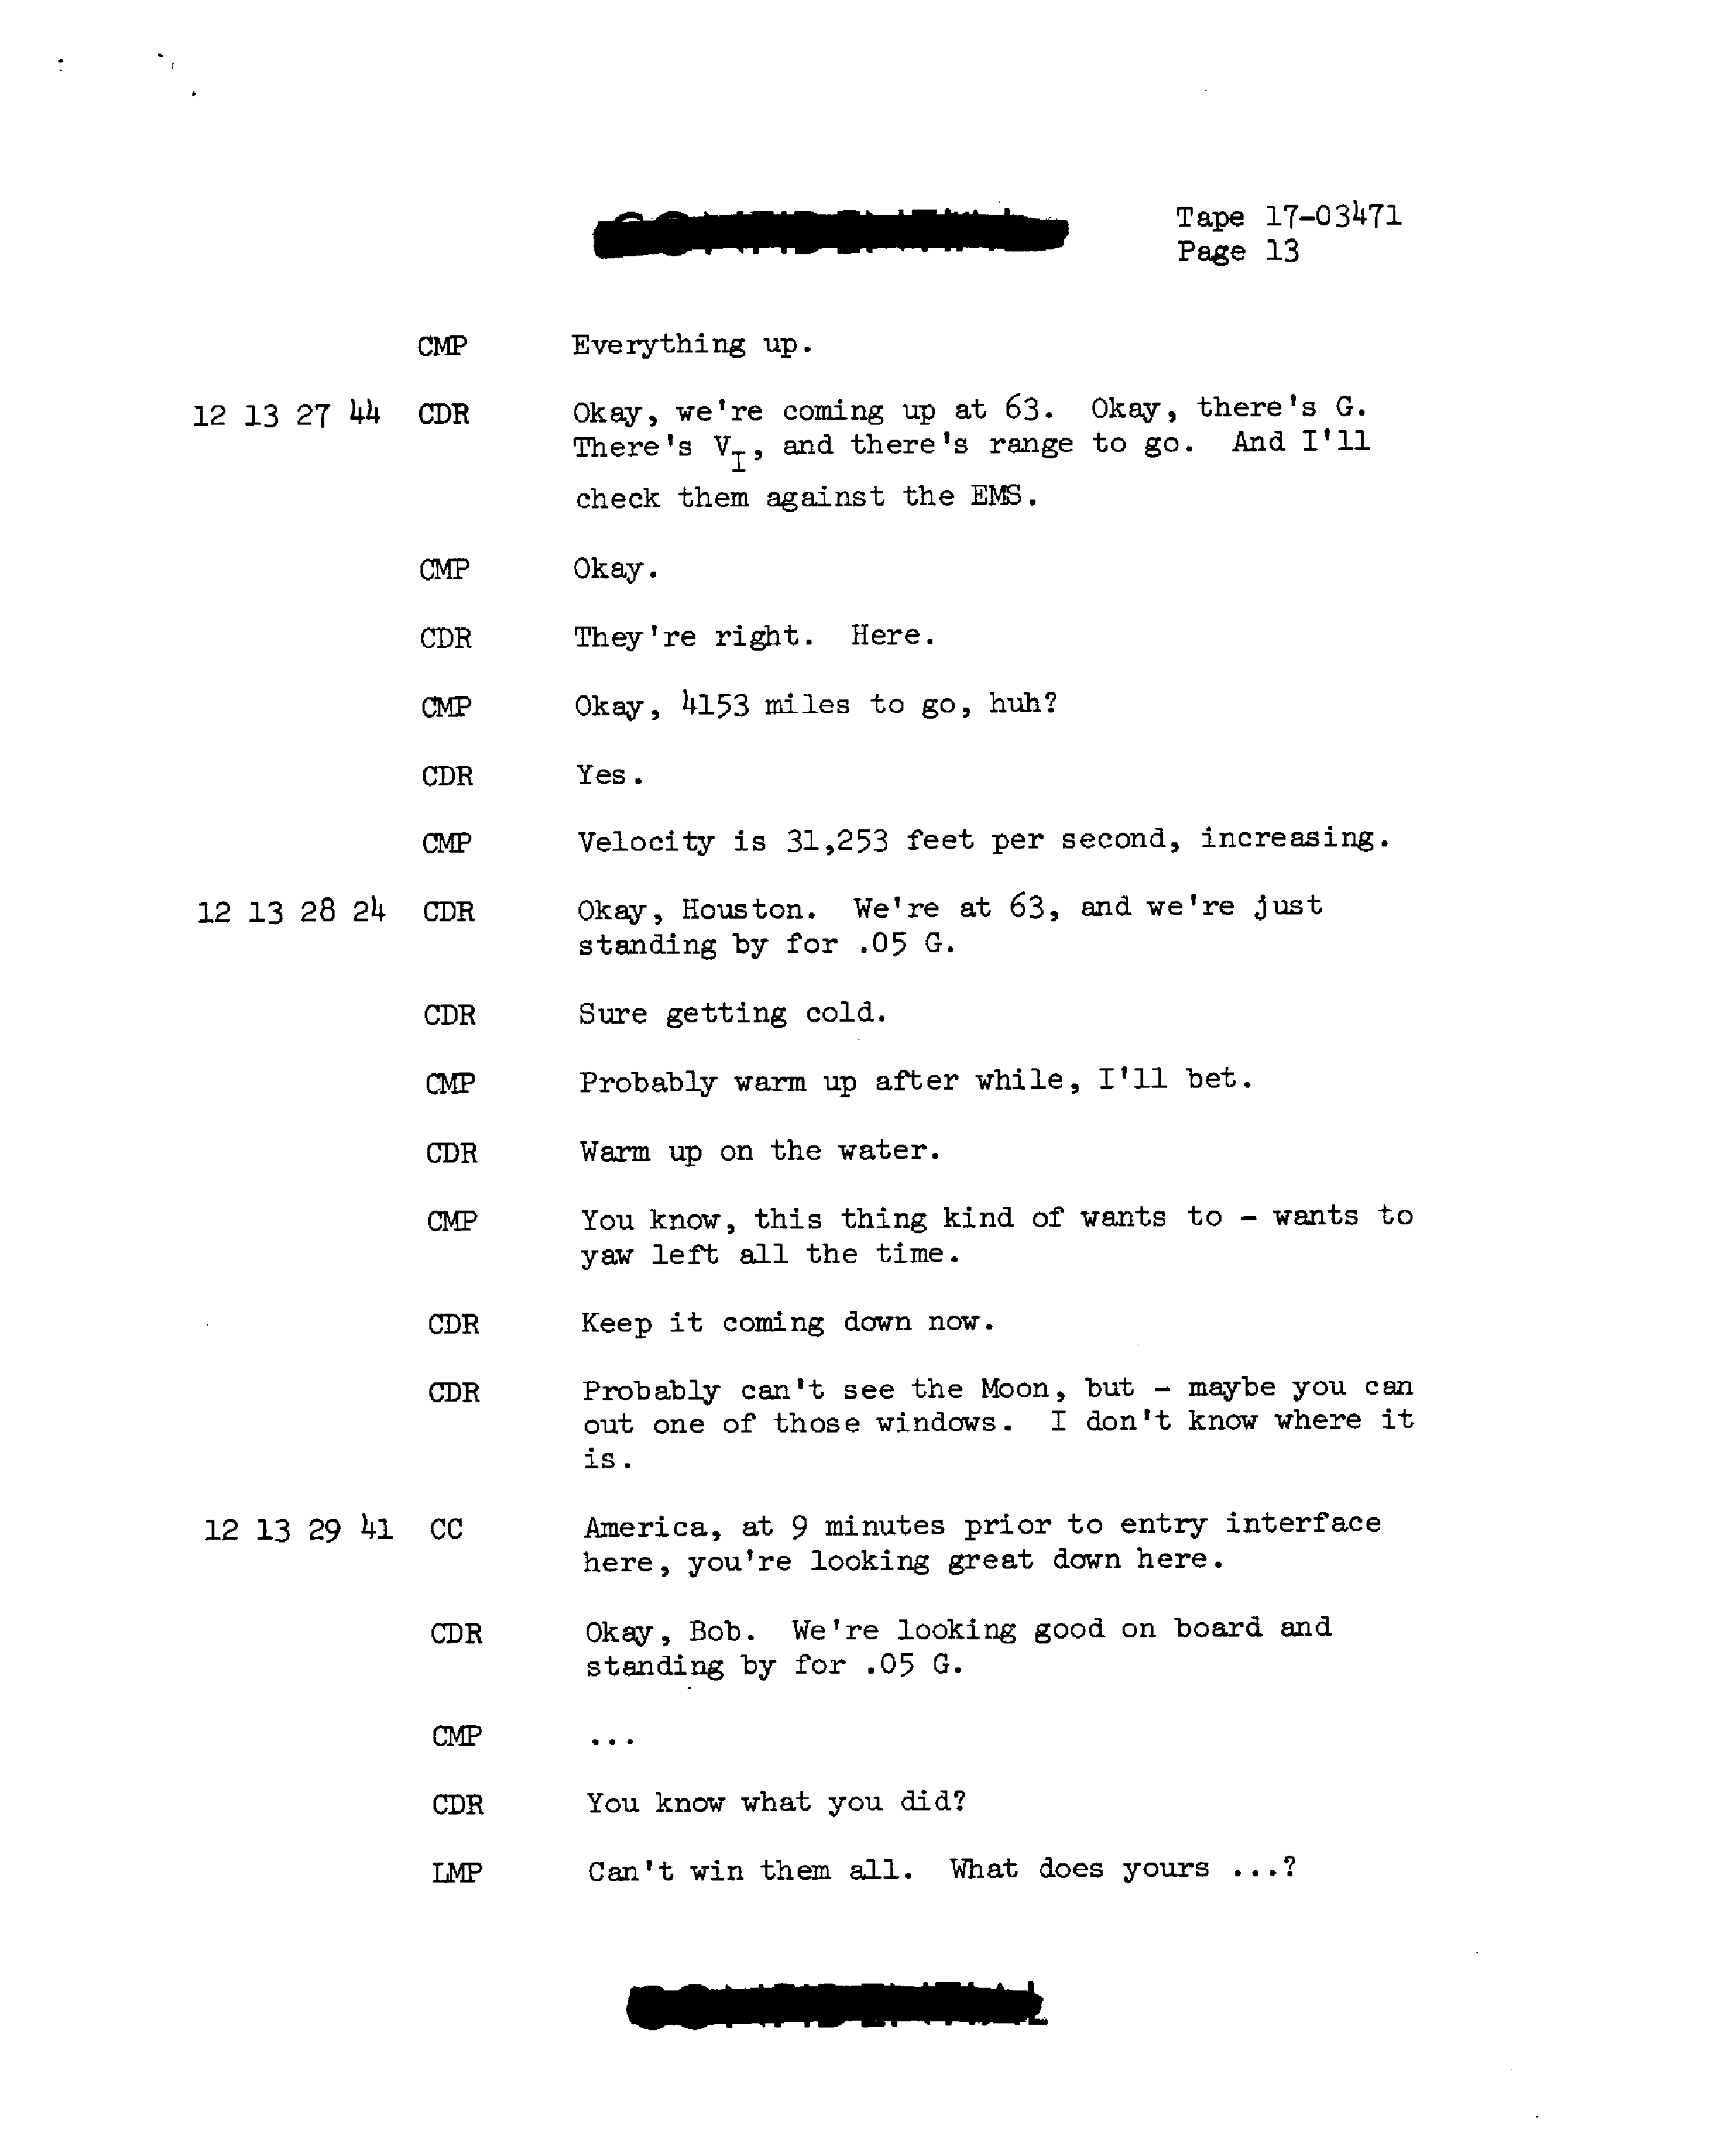 Tape 17-03471
Page 13
CMP Everything up.
12 13 27 44 CDR Okay, we're coming up at 63. Okay, there's G.
There's VI, and there's range to go. And I'll
check them against the EMS.
CMP Okay.
CDR They're right. Here.
CMP Okay, 4153 miles to go, huh?
CDR Yes.
CMP Velocity is 31,253 feet per second, increasing.
12 13 28 24 CDR Okay, Houston. We're at 63, and we're just
standing by for .05 G.
CDR Sure getting cold.
CMP Probably warm up after while, I'll bet.
CDR Warm up on the water.
CMP You know, this thing kind of wants to - wants to
yaw left all the time.
CDR Keep it coming down now.
CDR Probably can't see the Moon, but - maybe you can
out one of those windows. I don't know where it
is.
12 13 29 41 CC America, at 9 minutes prior to entry interface
here, you're looking great down here.
CDR Okay, Bob. We're looking good on board and
standing by for .05 G.
CMP ...
CDR You know what you did?
LMP Can't win them all. What does yours ...?